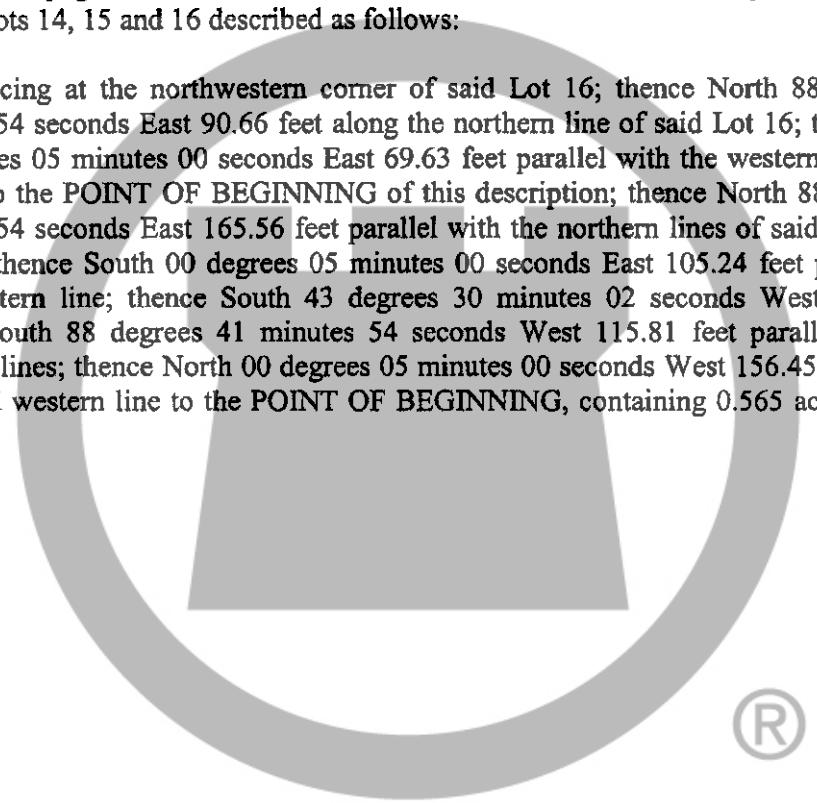 ots 14, 15 and 16 described as follows:
cing at the northwestern corner of said Lot 16; thence North 88
54 seconds East 90.66 feet along the northern line of said Lot 16; t
es 05 minutes 00 seconds East 69.63 feet parallel with the western
o the POINT OF BEGINNING of this description; thence North 88
54 seconds East 165.56 feet parallel with the northern lines of said
thence South 00 degrees 05 minutes 00 seconds East 105.24 feet p
tern line; thence South 43 degrees 30 minutes 02 seconds West
outh 88 degrees 41 minutes 54 seconds West 115.81 feet parall
lines; thence North 00 degrees 05 minutes 00 seconds West 156.45
western line to the POINT OF BEGINNING, containing 0.565 ac
®